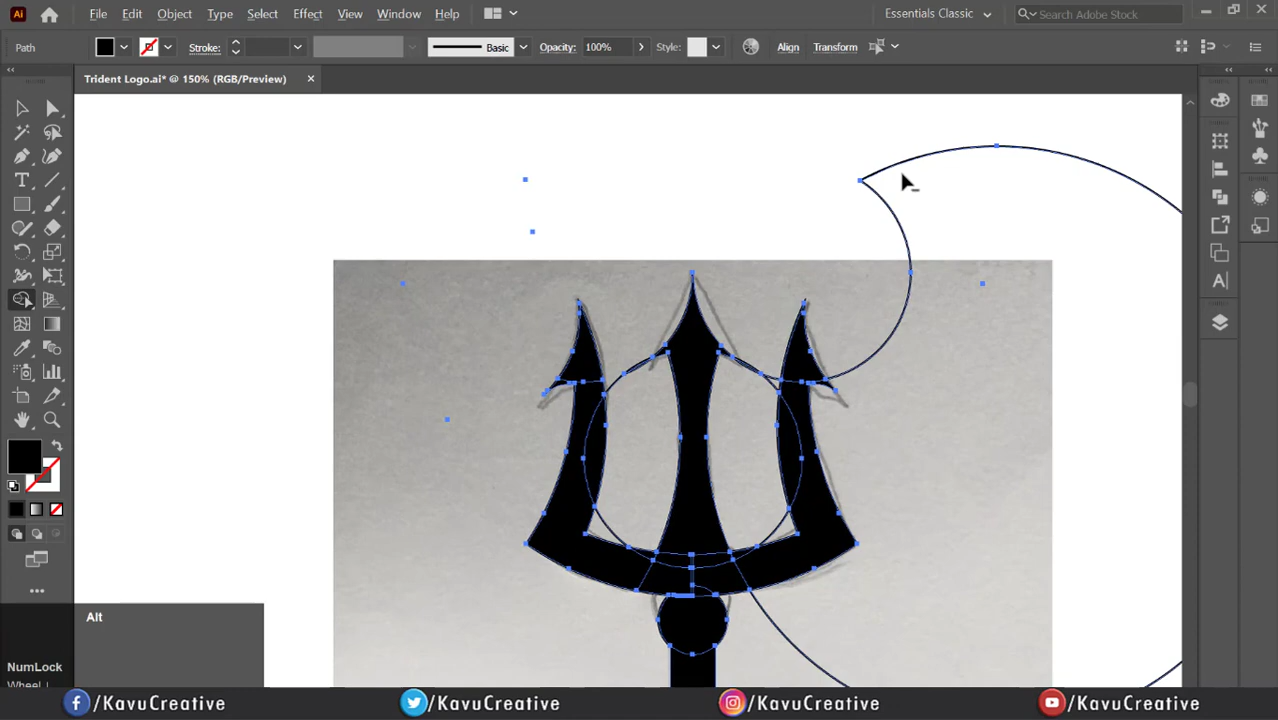 Ai File Edit Object Type Select Effect View Window Help Essentials Classic Search Adobe Stock
Path Stroke: Basic Opacity: 100% Style: Align Transform
Trident Logo.ai* @ 150% (RGB/Preview)
Alt
NumLock
/KavuCreative /KavuCreative /KavuCreative /KavuCreative